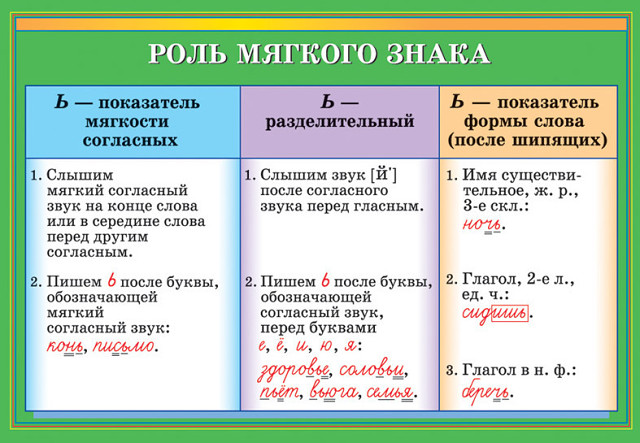 РОЛЬ МЯГКОГО ЗНАКА
Ь — показатель
мягкости
согласных
1. Слышим
мягкий согласный
звук на конце слова
или в середине слова
перед другим
согласным.
2. Пишем ь после буквы,
обозначающей
мягкий
согласный звук:
конь, письмо.
Ь —
разделительный
1. Слышим звук [Й']
после согласного
звука перед гласным.
2. Пишем ь после буквы,
обозначающей
согласный звук,
перед буквами
е, ё, и, ю, я:
здоровье, соловьи,
пьёт, вьюга, семья.
Ь — показатель
формы слова
(после шипящих)
1. Имя существи-
тельное, ж. р.,
3-е скл.:
ночь.
2. Глагол, 2-е л.,
ед. ч.:
сидишь.
3. Глагол в н. ф.:
беречь.